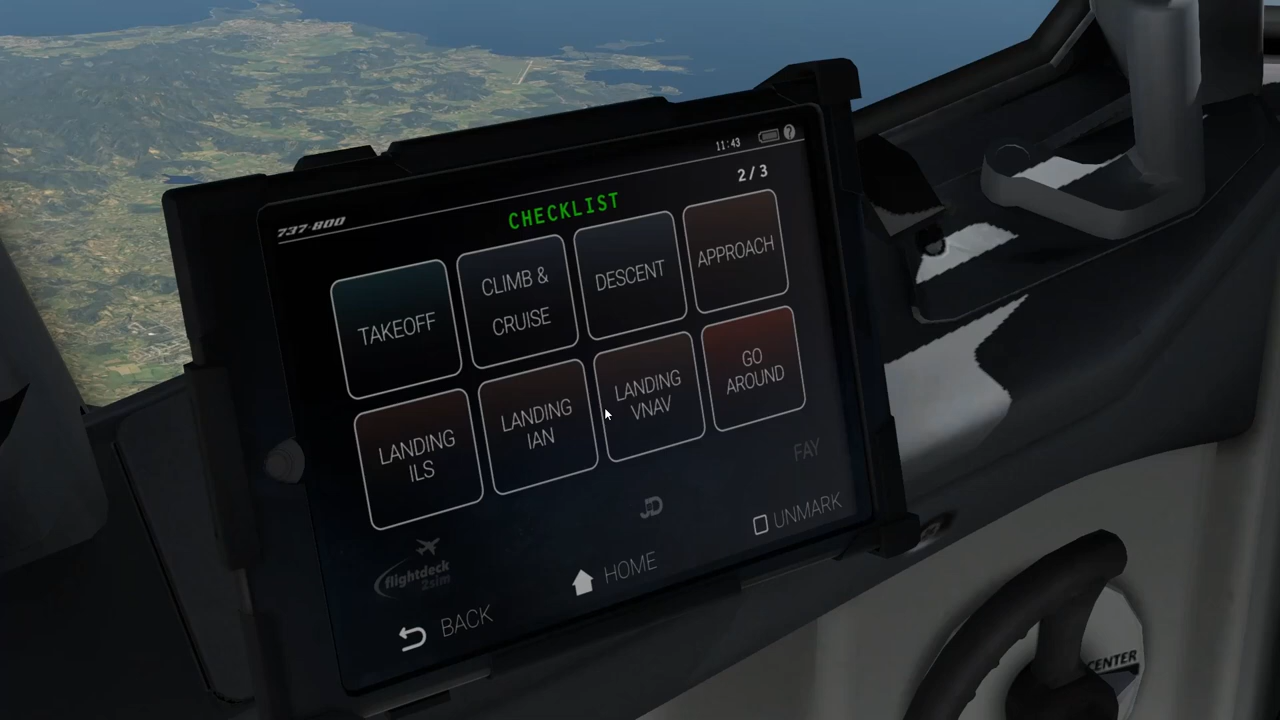 11:43
737-800
CHECKLIST
2/3
TAKEOFF
CLIMB &
CRUISE
DESCENT
APPROACH
LANDING
ILS
LANDING
IAN
LANDING
VNAV
GO
AROUND
FAY
JD
UNMARK
flightdeck
2sim
HOME
BACK
CENTER